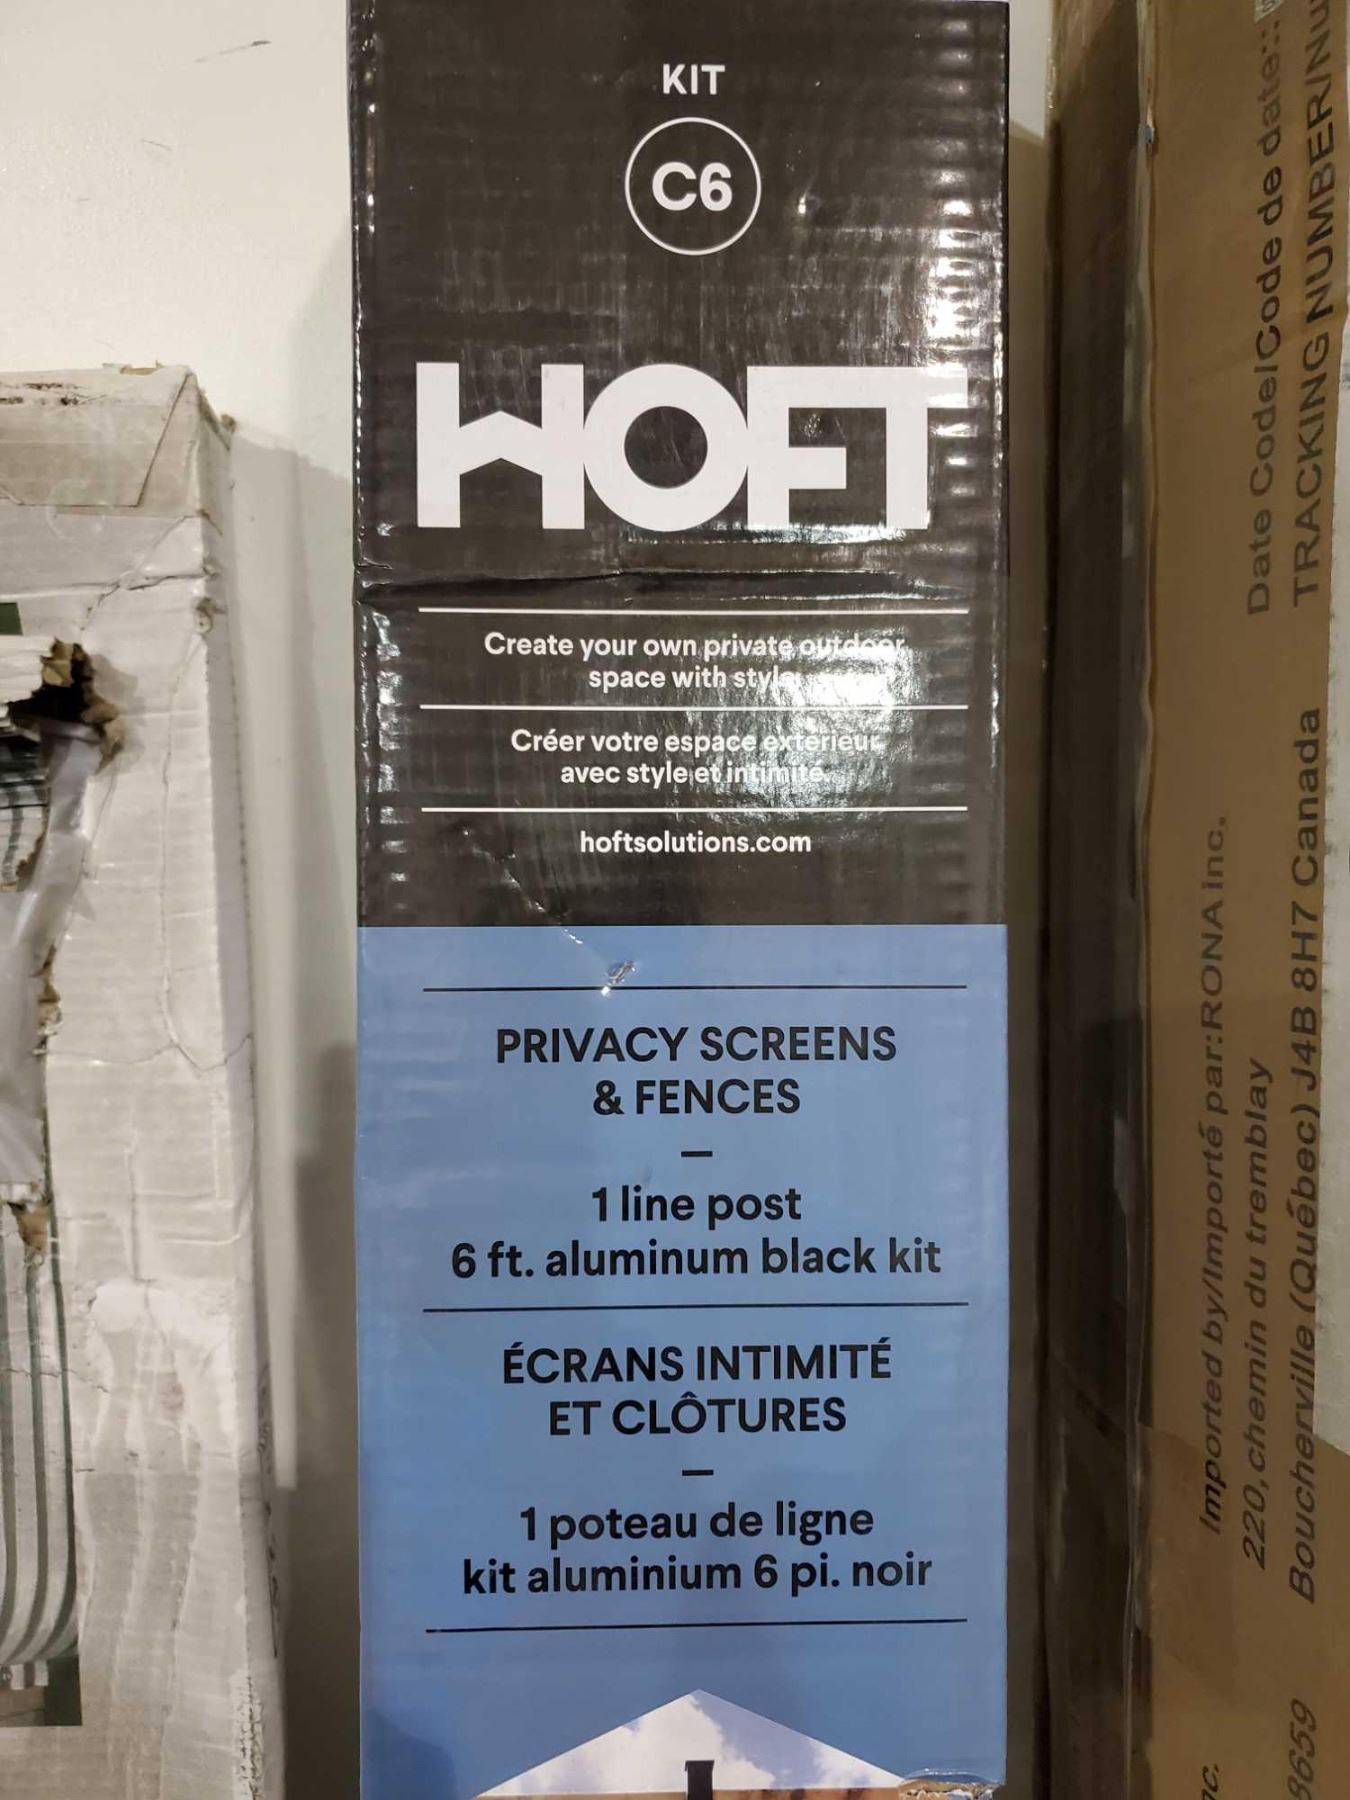 KIT
C6
HOFT
Create your own private outdoor
space with style
Créer votre espace extérieur
avec style et intimité.
hoftsolutions.com
PRIVACY SCREENS
& FENCES
—
1 line post
6 ft. aluminum black kit
ÉCRANS INTIMITÉ
ET CLÔTURES
—
1 poteau de ligne
kit aluminium 6 pi. noir
Date Code/Code de date:
TRACKING NUMBER/NU
Imported by/Importé par:RONA inc.
220,chemin du tremblay
Boucherville (Québec) J4B 8H7 Canada
8659